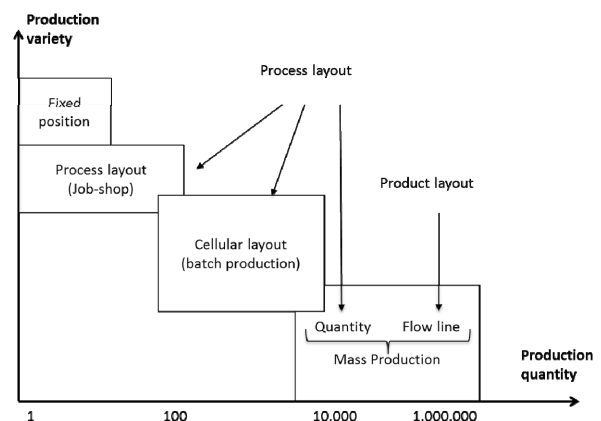 Production
variety
Process layout
Fixed
position
Process layout
(Job-shop)
Product layout
Cellular layout
(batch production)
Quantity
Flow line
Mass Production
Production
quantity
1
100
10.000
1.000.000